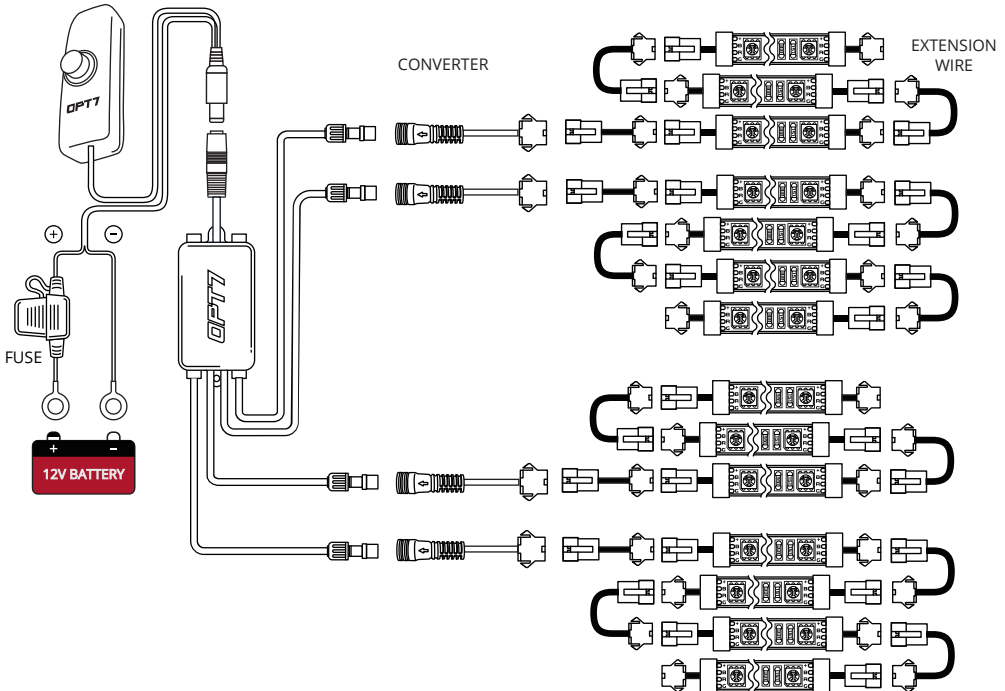 OPT7
CONVERTER
EXTENSION
WIRE
+
−
OPT7
FUSE
+
−
12V BATTERY